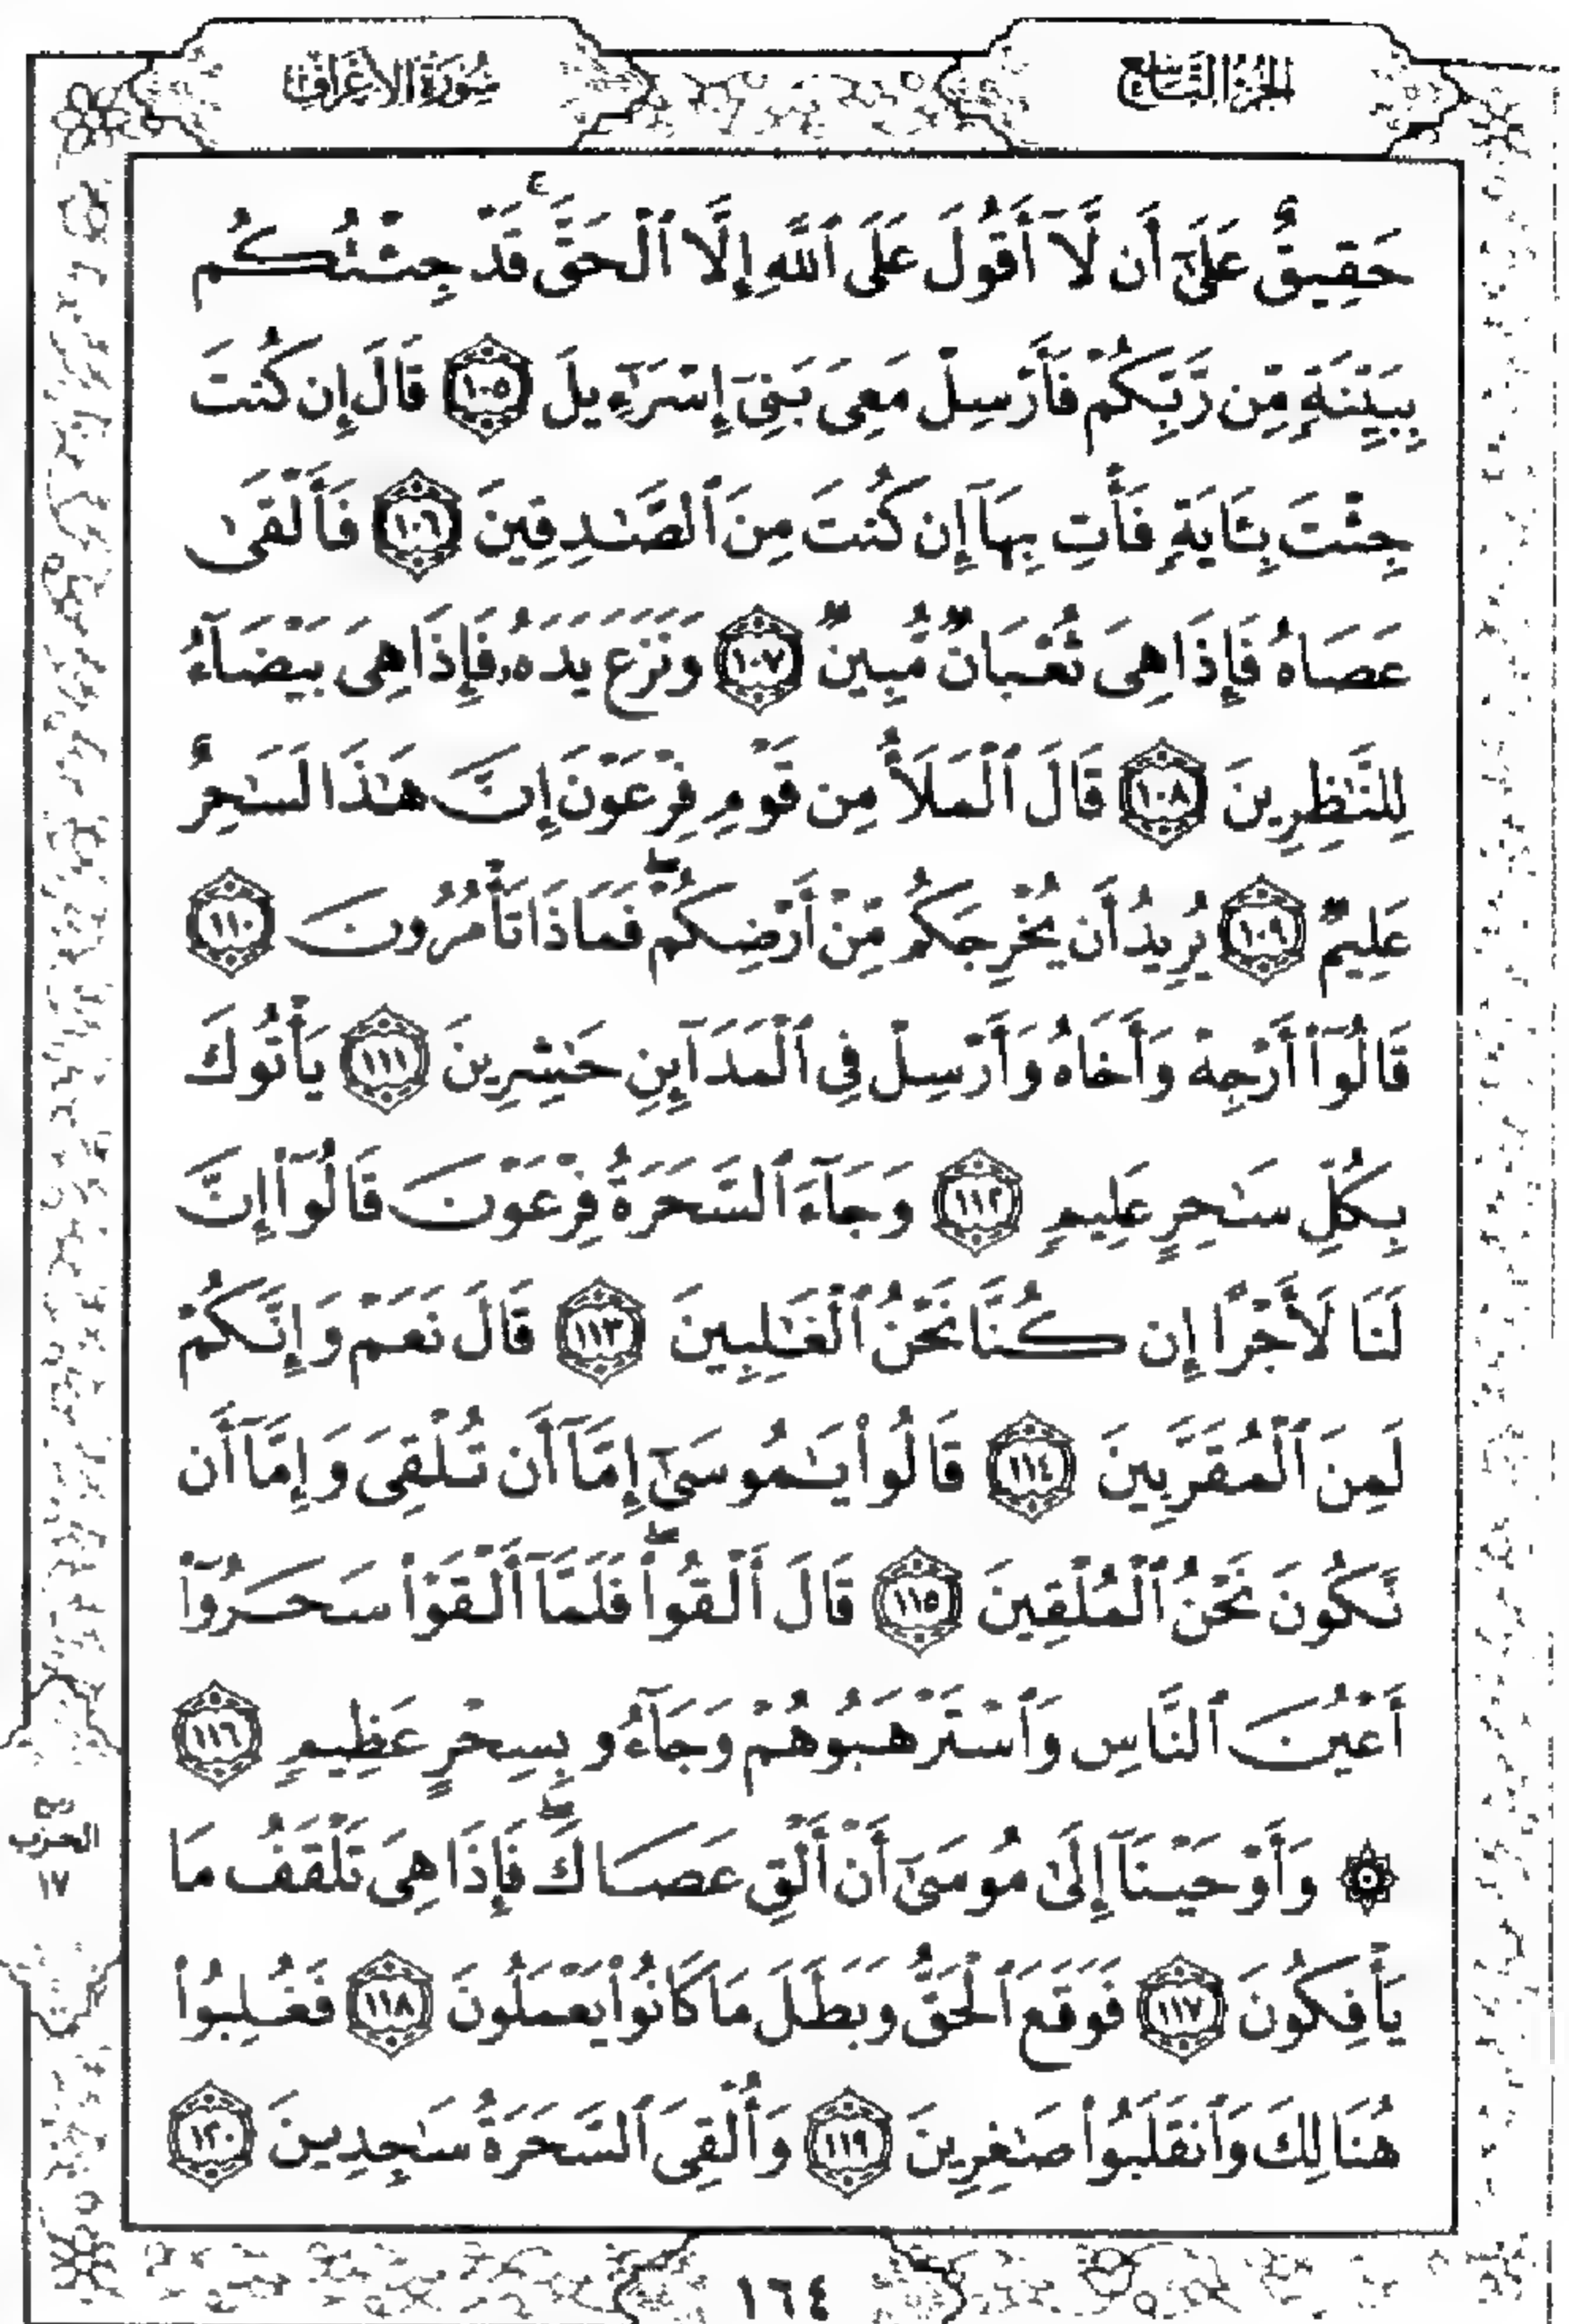 الجزء التاسع
سورة الأعراف
حَقِيقٌ عَلَىٰٓ أَن لَّآ أَقُولَ عَلَى ٱللَّهِ إِلَّا ٱلْحَقَّ ۚ قَدْ جِئْتُكُم
بِبَيِّنَةٍ مِّن رَّبِّكُمْ فَأَرْسِلْ مَعِىَ بَنِىٓ إِسْرَٰٓءِيلَ ١٠٥ قَالَ إِن كُنتَ
جِئْتَ بِـَٔايَةٍ فَأْتِ بِهَآ إِن كُنتَ مِنَ ٱلصَّـٰدِقِينَ ١٠٦ فَأَلْقَىٰ
عَصَاهُ فَإِذَا هِىَ ثُعْبَانٌ مُّبِينٌ ١٠٧ وَنَزَعَ يَدَهُۥ فَإِذَا هِىَ بَيْضَآءُ
لِلنَّـٰظِرِينَ ١٠٨ قَالَ ٱلْمَلَأُ مِن قَوْمِ فِرْعَوْنَ إِنَّ هَـٰذَا لَسَـٰحِرٌ
عَلِيمٌ ١٠٩ يُرِيدُ أَن يُخْرِجَكُم مِّنْ أَرْضِكُمْ ۖ فَمَاذَا تَأْمُرُونَ ١١٠
قَالُوٓا۟ أَرْجِهْ وَأَخَاهُ وَأَرْسِلْ فِى ٱلْمَدَآئِنِ حَـٰشِرِينَ ١١١ يَأْتُوكَ
بِكُلِّ سَـٰحِرٍ عَلِيمٍ ١١٢ وَجَآءَ ٱلسَّحَرَةُ فِرْعَوْنَ قَالُوٓا۟ إِنَّ
لَنَا لَأَجْرًا إِن كُنَّا نَحْنُ ٱلْغَـٰلِبِينَ ١١٣ قَالَ نَعَمْ وَإِنَّكُمْ
لَمِنَ ٱلْمُقَرَّبِينَ ١١٤ قَالُوا۟ يَـٰمُوسَىٰٓ إِمَّآ أَن تُلْقِىَ وَإِمَّآ أَن
نَّكُونَ نَحْنُ ٱلْمُلْقِينَ ١١٥ قَالَ أَلْقُوا۟ ۖ فَلَمَّآ أَلْقَوْا۟ سَحَرُوٓا۟
أَعْيُنَ ٱلنَّاسِ وَٱسْتَرْهَبُوهُمْ وَجَآءُو بِسِحْرٍ عَظِيمٍ ١١٦
۞ وَأَوْحَيْنَآ إِلَىٰ مُوسَىٰٓ أَنْ أَلْقِ عَصَاكَ ۖ فَإِذَا هِىَ تَلْقَفُ مَا
يَأْفِكُونَ ١١٧ فَوَقَعَ ٱلْحَقُّ وَبَطَلَ مَا كَانُوا۟ يَعْمَلُونَ ١١٨ فَغُلِبُوا۟
هُنَالِكَ وَٱنقَلَبُوا۟ صَـٰغِرِينَ ١١٩ وَأُلْقِىَ ٱلسَّحَرَةُ سَـٰجِدِينَ ١٢٠
الحزب
١٧
١٦٤